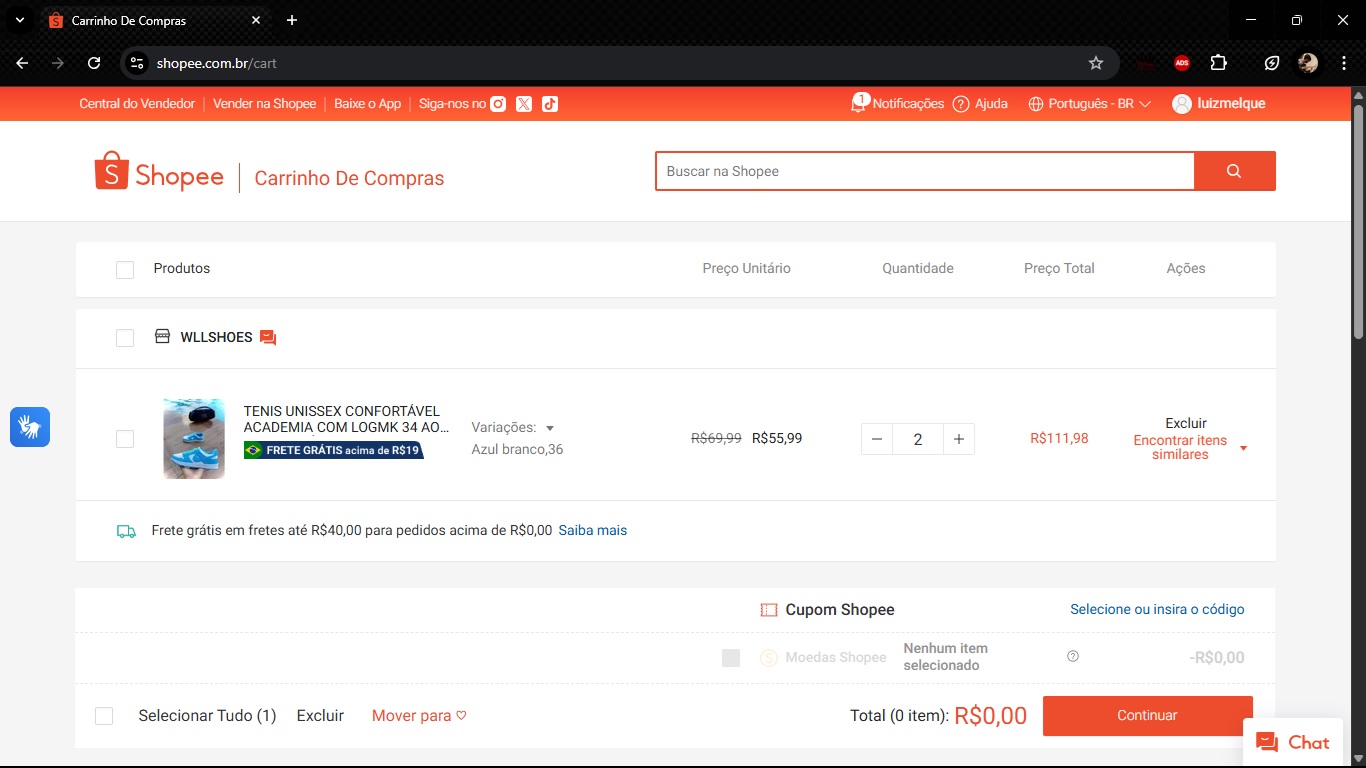 Carrinho De Compras
shopee.com.br/cart
ADS
Central do Vendedor
Vender na Shopee
Baixe o App
Siga-nos no
1
Notificações
Ajuda
Português - BR
luizmelque
Shopee
Carrinho De Compras
Buscar na Shopee
Produtos
Preço Unitário
Quantidade
Preço Total
Ações
WLLSHOES
TENIS UNISSEX CONFORTÁVEL
ACADEMIA COM LOGMK 34 AO...
FRETE GRÁTIS acima de R$19
Variações:
Azul branco,36
R$69,99 R$55,99
2
R$111,98
Excluir
Encontrar itens
similares
Frete grátis em fretes até R$40,00 para pedidos acima de R$0,00 Saiba mais
Cupom Shopee
Selecione ou insira o código
Moedas Shopee
Nenhum item
selecionado
-R$0,00
Selecionar Tudo (1)
Excluir
Mover para
Total (0 item): R$0,00
Continuar
Chat